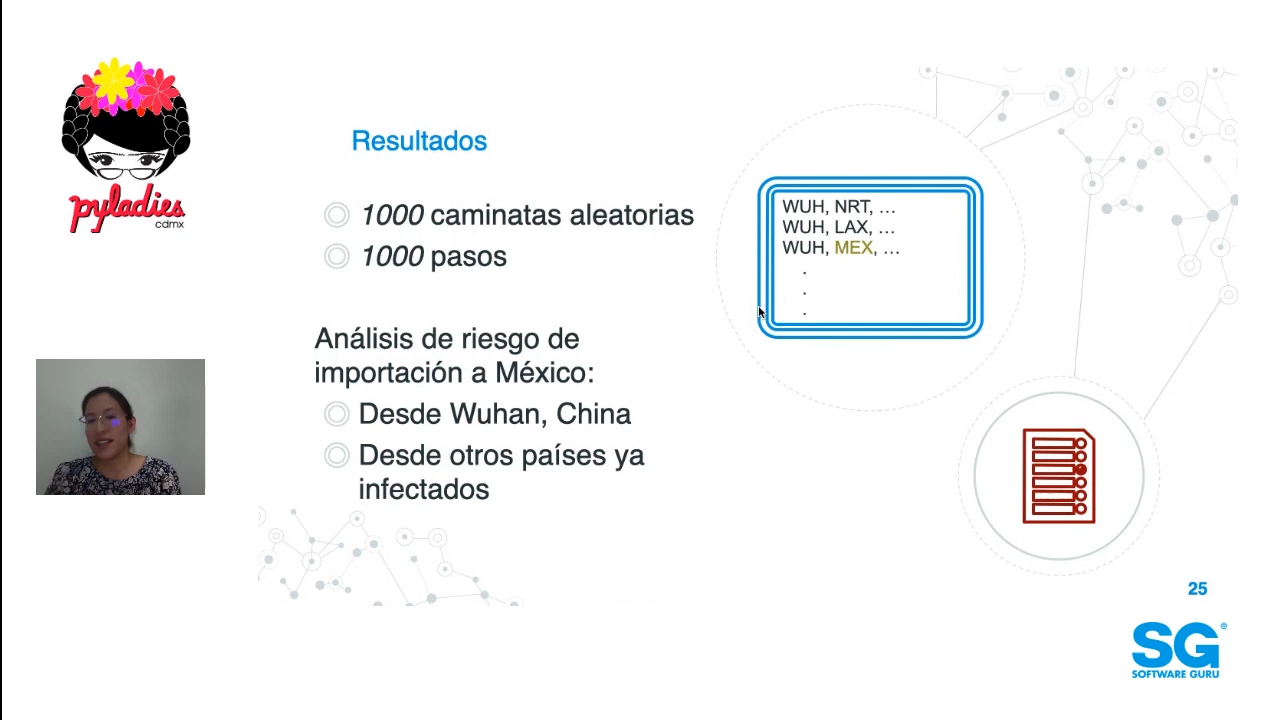 pyladies
cdmx
Resultados
1000 caminatas aleatorias
1000 pasos
Análisis de riesgo de
importación a México:
Desde Wuhan, China
Desde otros países ya
infectados
WUH, NRT, ...
WUH, LAX, ...
WUH, MEX, ...
.
.
.
25
SG®
SOFTWARE GURU